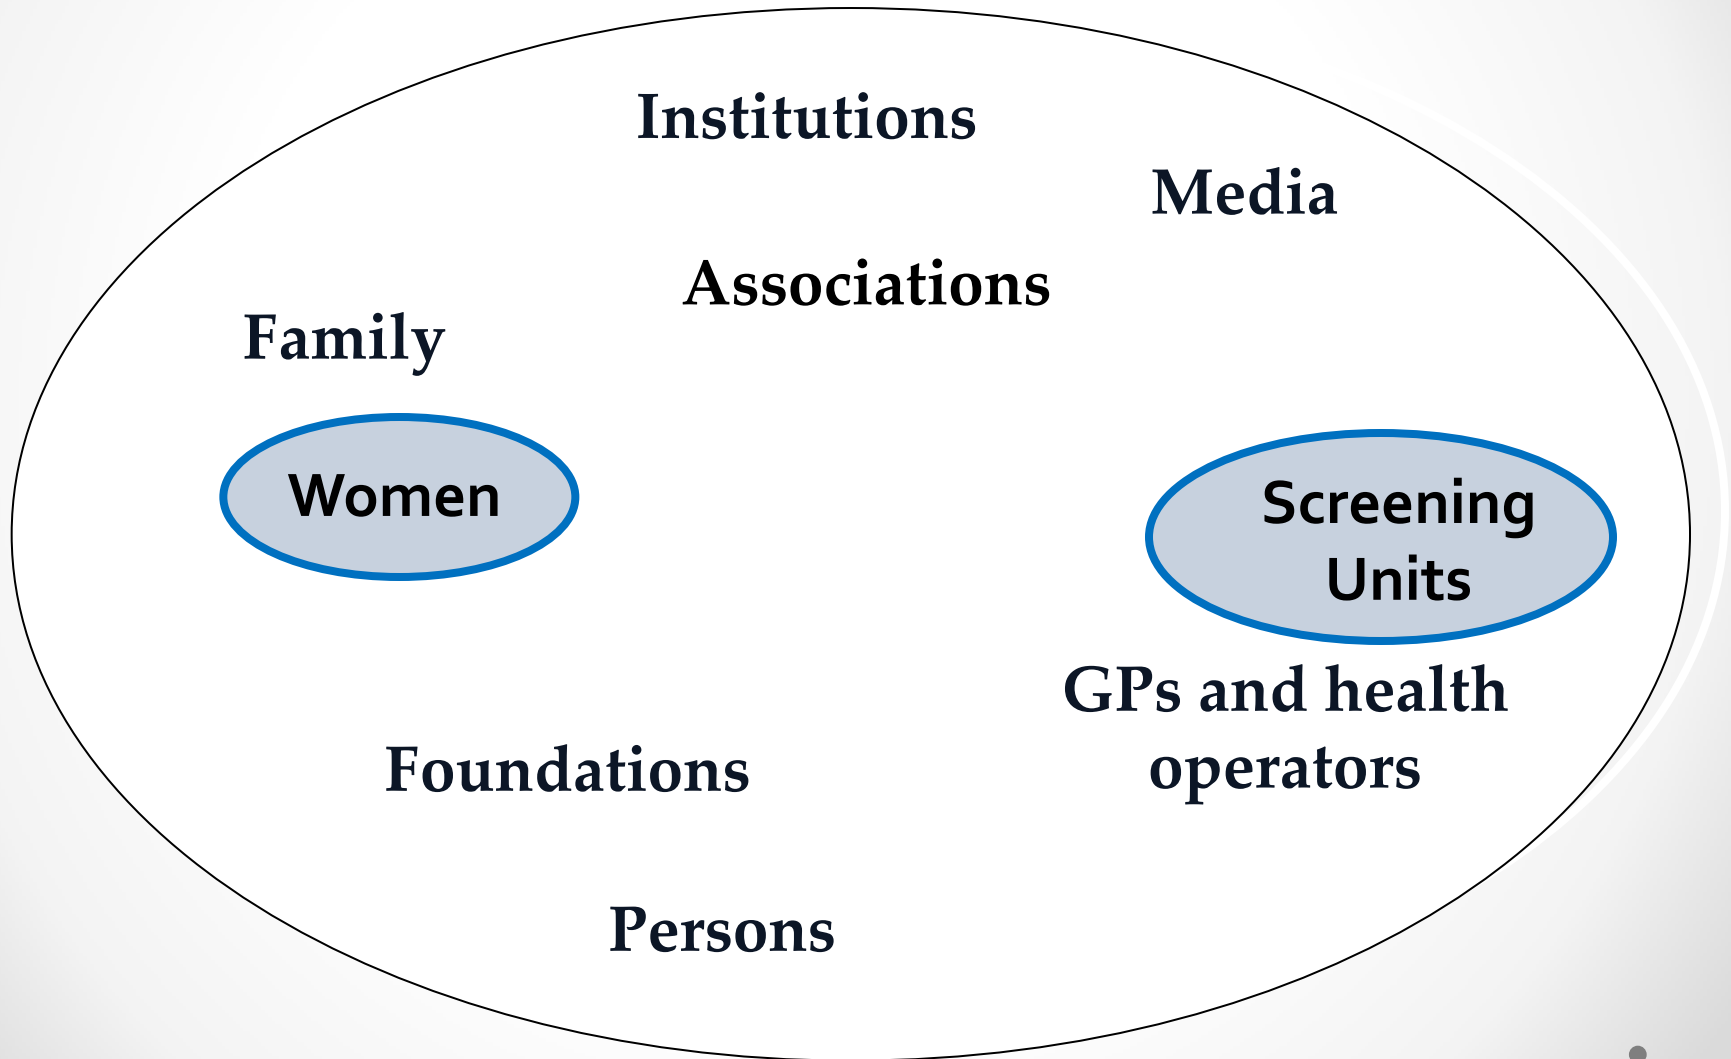 Institutions
Media
Associations
Family
Women
Screening
Units
GPs and health
operators
Foundations
Persons